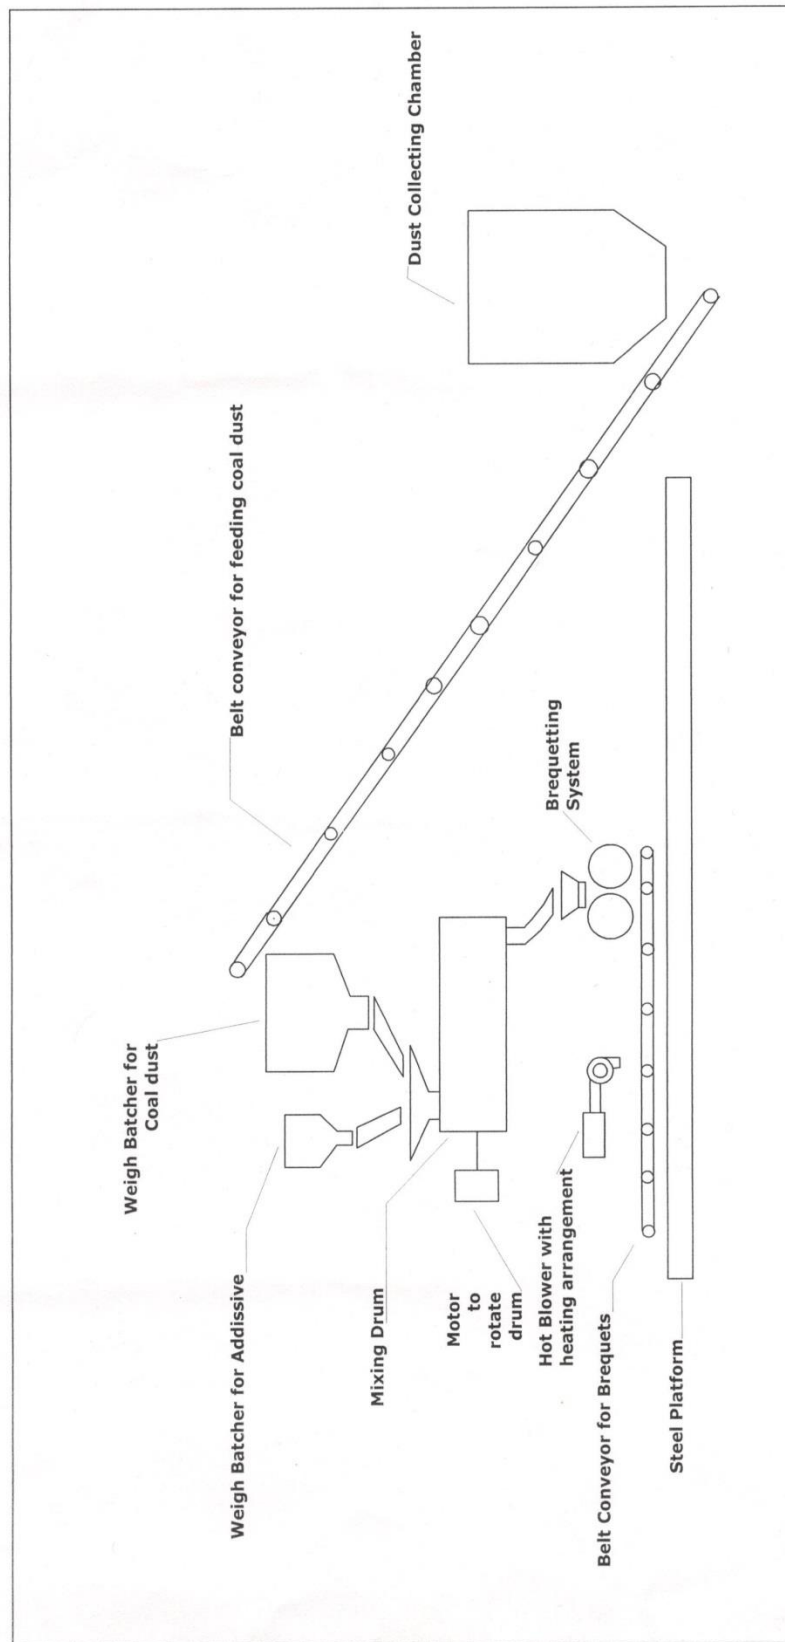 Dust Collecting Chamber
Belt conveyor for feeding coal dust
Weigh Batcher for
Coal dust
Weigh Batcher for Addissive
Mixing Drum
Motor
to
rotate
drum
Brequetting
System
Hot Blower with
heating arrangement
Belt Conveyor for Brequets
Steel Platform